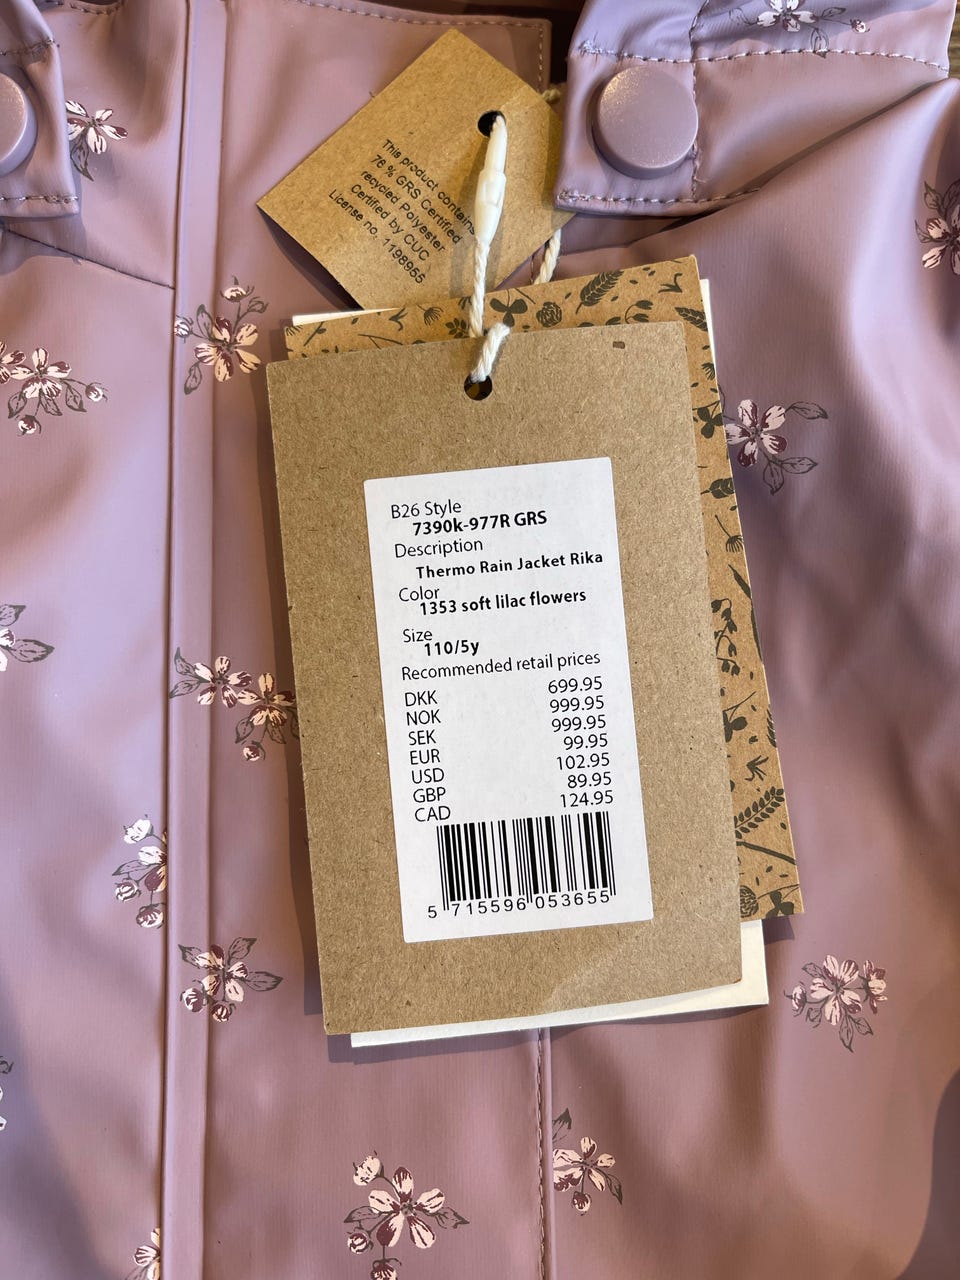 This product contains
76 % GRS Certified
recycled Polyester
Certified by CUC
License no. 1198955
B26 Style
7390k-977R GRS
Description
Thermo Rain Jacket Rika
Color
1353 soft lilac flowers
Size
110/5y
Recommended retail prices
DKK 699.95
NOK 999.95
SEK 999.95
EUR 99.95
USD 102.95
GBP 89.95
CAD 124.95
5 715596 053655